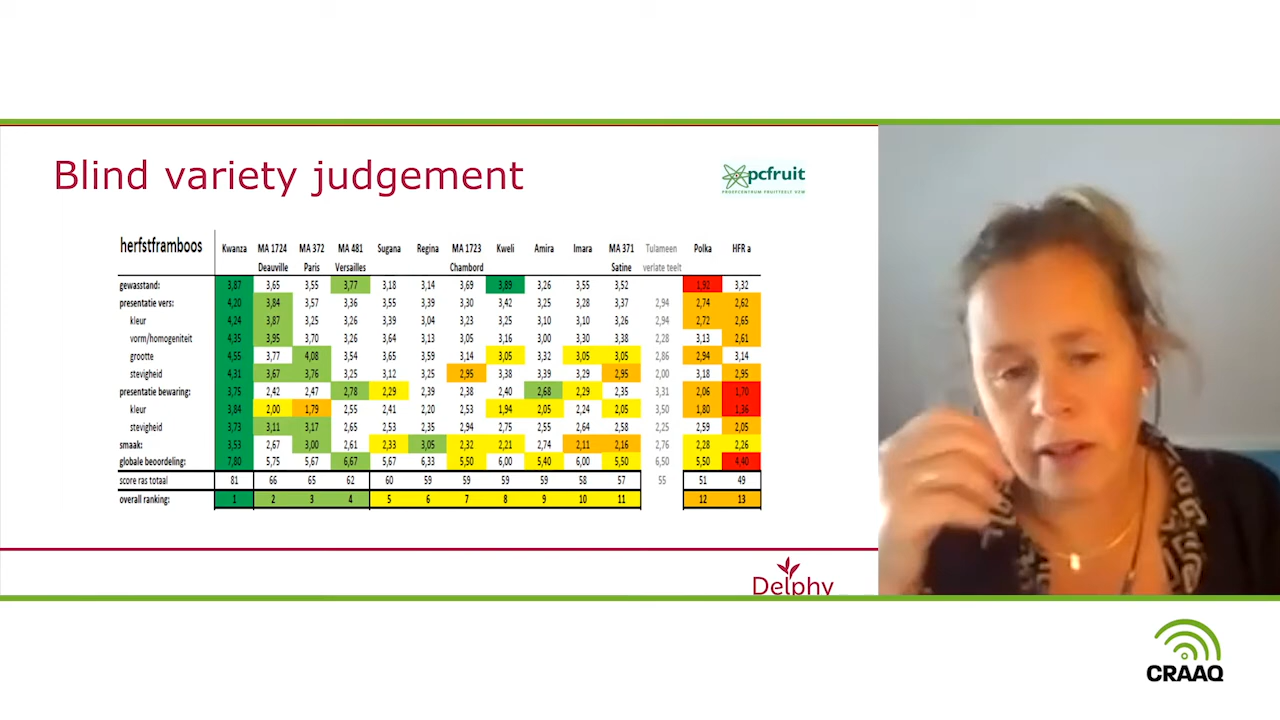 Blind variety judgement
pcfruit
PROEFCENTRUM FRUITTEELT VZW
herfstframboos Kwanza MA 1724 MA 372 MA 481 Sugana Regina MA 1723 Kweli Amira Imara MA 371 Tulameen Polka HFR a
Deauville Paris Versailles Chambord Satine verlate teelt
gewasstand: 3,87 3,65 3,55 3,77 3,18 3,14 3,69 3,89 3,26 3,55 3,52 1,92 3,32
presentatie vers: 4,20 3,84 3,57 3,36 3,55 3,39 3,30 3,42 3,25 3,28 3,37 2,94 2,74 2,62
kleur 4,24 3,87 3,25 3,26 3,39 3,04 3,23 3,25 3,10 3,10 3,26 2,94 2,72 2,65
vorm/homogeniteit 4,35 3,95 3,70 3,26 3,64 3,13 3,05 3,16 3,00 3,30 3,38 2,28 3,13 2,61
grootte 4,55 3,77 4,08 3,54 3,65 3,59 3,14 3,05 3,32 3,05 3,05 2,86 2,94 3,14
stevigheid 4,31 3,67 3,76 3,25 3,12 3,25 2,95 3,38 3,39 3,29 2,95 2,00 3,18 2,95
presentatie bewaring: 3,75 2,42 2,47 2,78 2,29 2,39 2,38 2,40 2,68 2,29 2,35 3,31 2,06 1,70
kleur 3,84 2,00 1,79 2,55 2,41 2,20 2,53 1,94 2,05 2,24 2,05 3,50 1,80 1,36
stevigheid 3,73 3,11 3,17 2,65 2,53 2,35 2,94 2,75 2,55 3,17 2,58 2,25 2,59 2,05
smaak: 3,53 2,67 3,00 2,61 2,33 3,05 2,32 2,21 2,74 2,11 2,16 2,76 2,28 2,26
globale beoordeling: 7,80 5,75 5,67 6,67 5,67 6,33 5,50 6,00 5,40 6,00 5,50 6,50 5,50 4,40
score ras totaal 81 66 65 62 60 59 59 59 59 58 57 55 51 49
overall ranking: 1 2 3 4 5 6 7 8 9 10 11 12 13
Delphy
CRAAQ